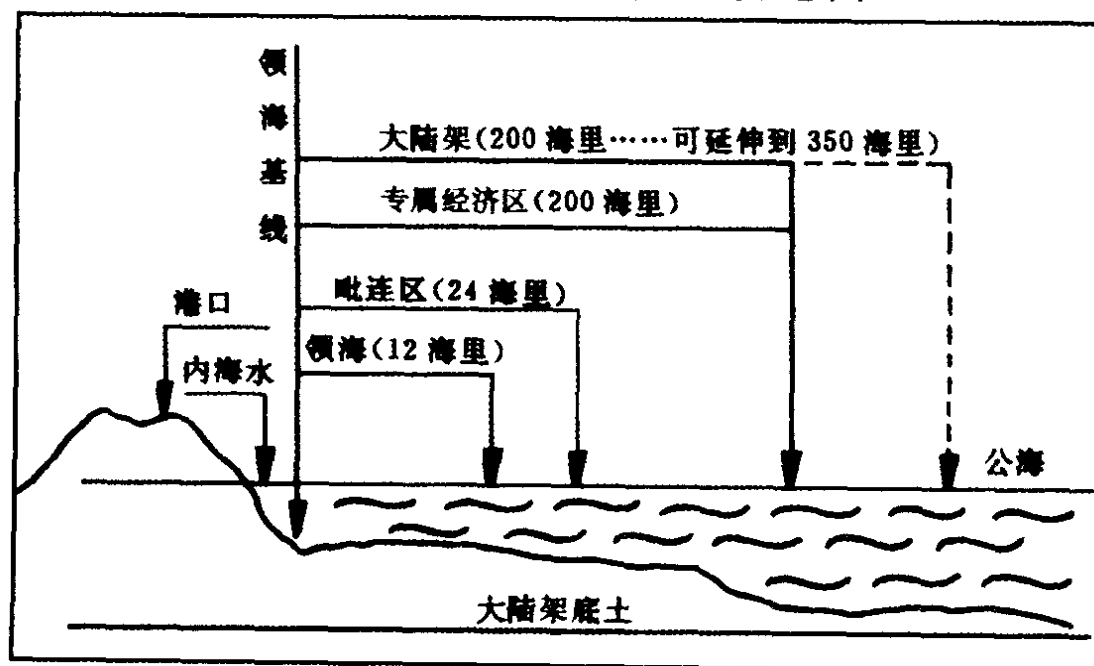 领海基线
大陆架(200 海里……可延伸到 350 海里)
专属经济区(200 海里)
毗连区(24 海里)
港口
领海(12 海里)
内海水
公海
大陆架底土